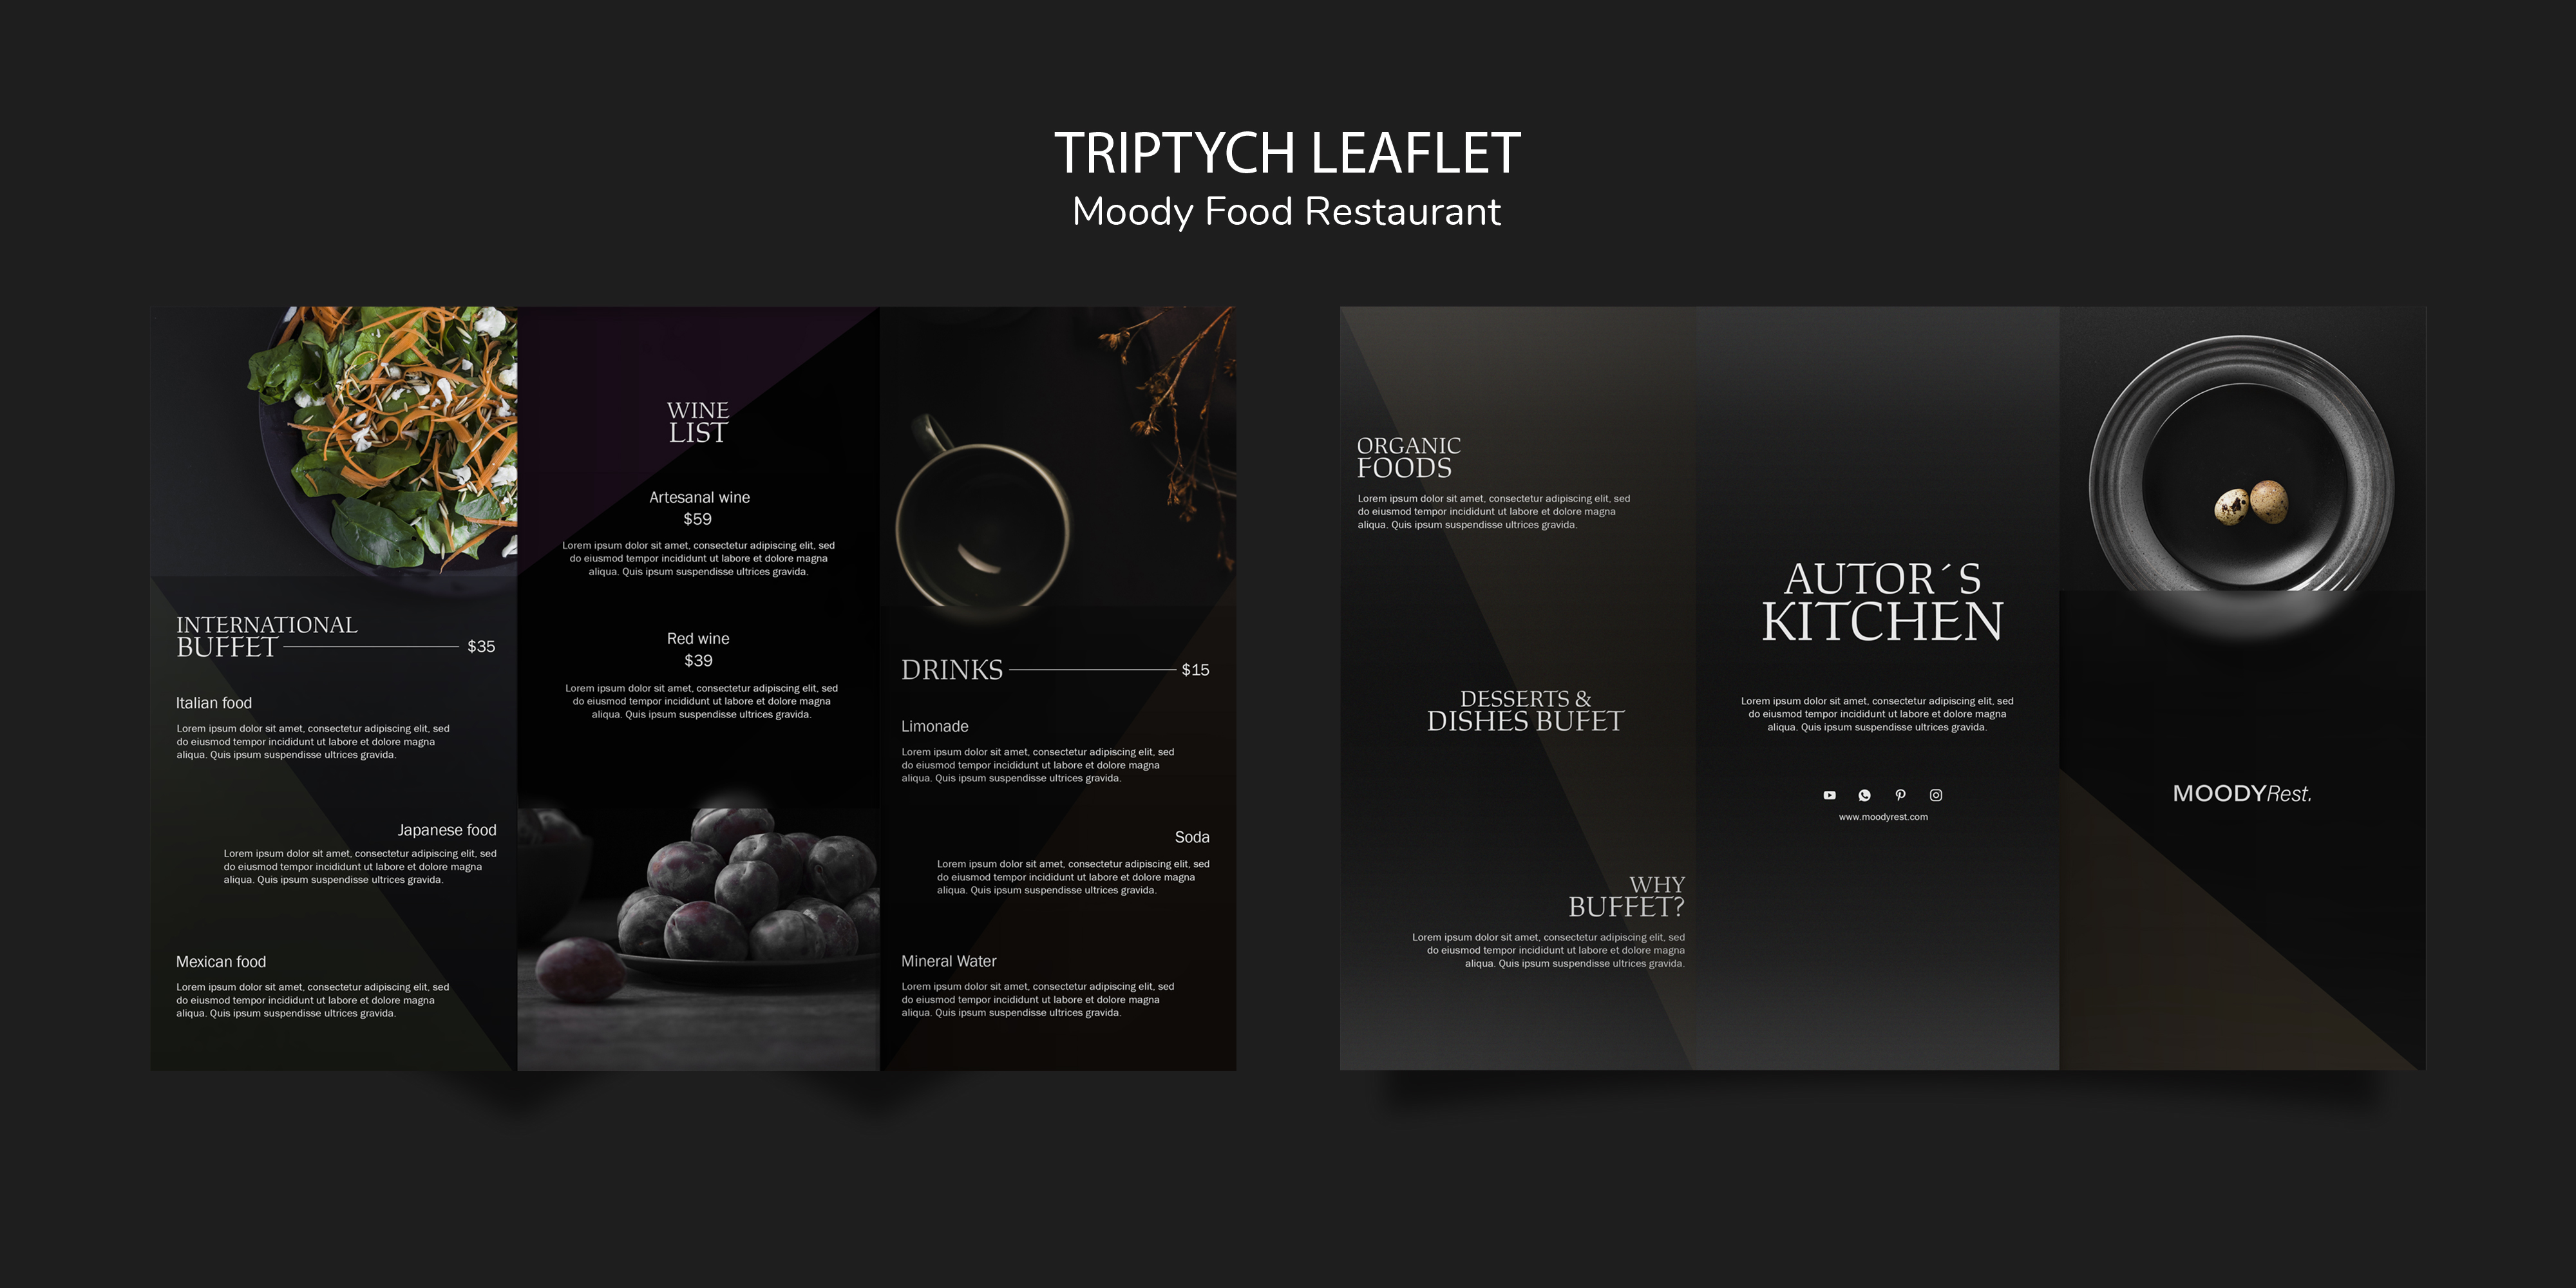 TRIPTYCH LEAFLET
Moody Food Restaurant
INTERNATIONAL
BUFFET $35
Italian food
Lorem ipsum dolor sit amet, consectetur adipiscing elit, sed
do eiusmod tempor incididunt ut labore et dolore magna
aliqua. Quis ipsum suspendisse ultrices gravida.
Japanese food
Lorem ipsum dolor sit amet, consectetur adipiscing elit, sed
do eiusmod tempor incididunt ut labore et dolore magna
aliqua. Quis ipsum suspendisse ultrices gravida.
Mexican food
Lorem ipsum dolor sit amet, consectetur adipiscing elit, sed
do eiusmod tempor incididunt ut labore et dolore magna
aliqua. Quis ipsum suspendisse ultrices gravida.
WINE
LIST
Artesanal wine
$59
Lorem ipsum dolor sit amet, consectetur adipiscing elit, sed
do eiusmod tempor incididunt ut labore et dolore magna
aliqua. Quis ipsum suspendisse ultrices gravida.
Red wine
$39
Lorem ipsum dolor sit amet, consectetur adipiscing elit, sed
do eiusmod tempor incididunt ut labore et dolore magna
aliqua. Quis ipsum suspendisse ultrices gravida.
DRINKS $15
Limonade
Lorem ipsum dolor sit amet, consectetur adipiscing elit, sed
do eiusmod tempor incididunt ut labore et dolore magna
aliqua. Quis ipsum suspendisse ultrices gravida.
Soda
Lorem ipsum dolor sit amet, consectetur adipiscing elit, sed
do eiusmod tempor incididunt ut labore et dolore magna
aliqua. Quis ipsum suspendisse ultrices gravida.
Mineral Water
Lorem ipsum dolor sit amet, consectetur adipiscing elit, sed
do eiusmod tempor incididunt ut labore et dolore magna
aliqua. Quis ipsum suspendisse ultrices gravida.
ORGANIC
FOODS
Lorem ipsum dolor sit amet, consectetur adipiscing elit, sed
do eiusmod tempor incididunt ut labore et dolore magna
aliqua. Quis ipsum suspendisse ultrices gravida.
DESSERTS &
DISHES BUFET
WHY
BUFFET?
Lorem ipsum dolor sit amet, consectetur adipiscing elit, sed
do eiusmod tempor incididunt ut labore et dolore magna
aliqua. Quis ipsum suspendisse ultrices gravida.
AUTOR´S
KITCHEN
Lorem ipsum dolor sit amet, consectetur adipiscing elit, sed
do eiusmod tempor incididunt ut labore et dolore magna
aliqua. Quis ipsum suspendisse ultrices gravida.
www.moodyrest.com
MOODYRest.